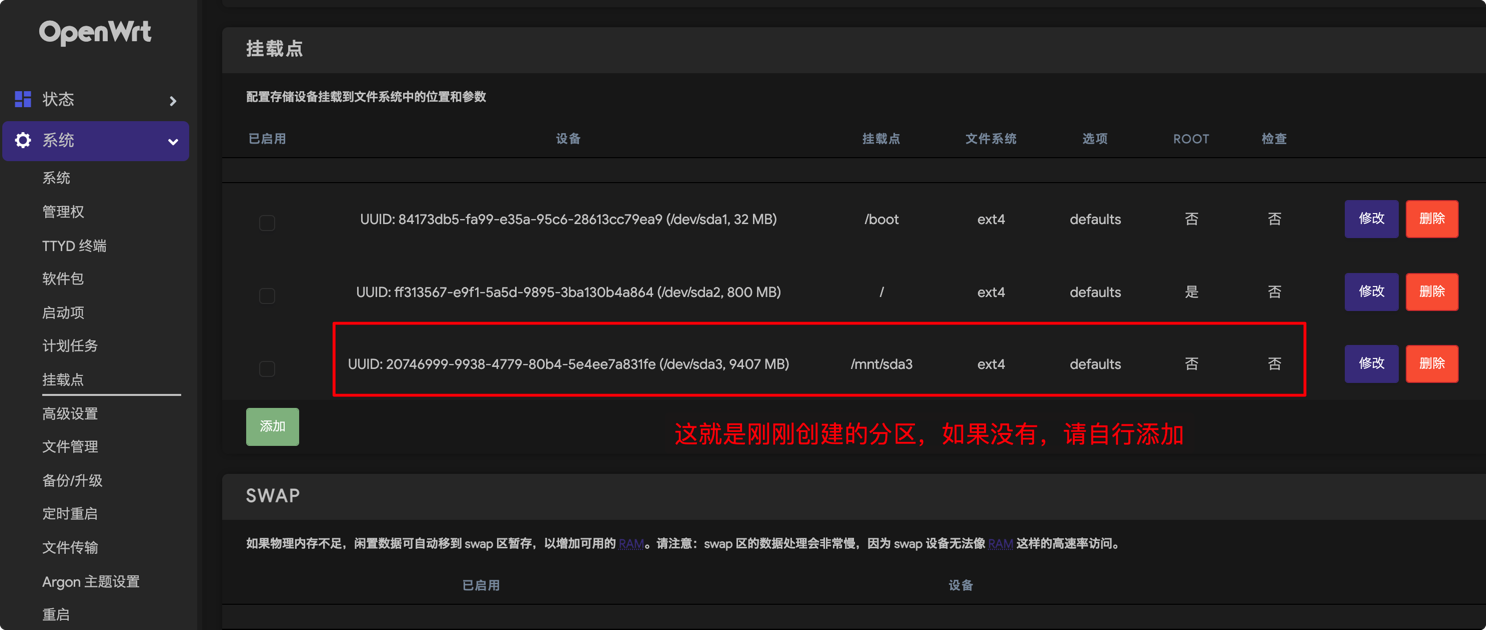 OpenWrt
状态
系统
系统
管理权
TTYD 终端
软件包
启动项
计划任务
挂载点
高级设置
文件管理
备份/升级
定时重启
文件传输
Argon 主题设置
重启
挂载点
配置存储设备挂载到文件系统中的位置和参数
已启用 设备 挂载点 文件系统 选项 ROOT 检查
UUID: 84173db5-fa99-e35a-95c6-28613cc79ea9 (/dev/sda1, 32 MB) /boot ext4 defaults 否 否 修改 删除
UUID: ff313567-e9f1-5a5d-9895-3ba130b4a864 (/dev/sda2, 800 MB) / ext4 defaults 是 否 修改 删除
UUID: 20746999-9938-4779-80b4-5e4ee7a831fe (/dev/sda3, 9407 MB) /mnt/sda3 ext4 defaults 否 否 修改 删除
添加
这就是刚刚创建的分区，如果没有，请自行添加
SWAP
如果物理内存不足，闲置数据可自动移到 swap 区暂存，以增加可用的 RAM。请注意：swap 区的数据处理会非常慢，因为 swap 设备无法像 RAM 这样的高速率访问。
已启用 设备